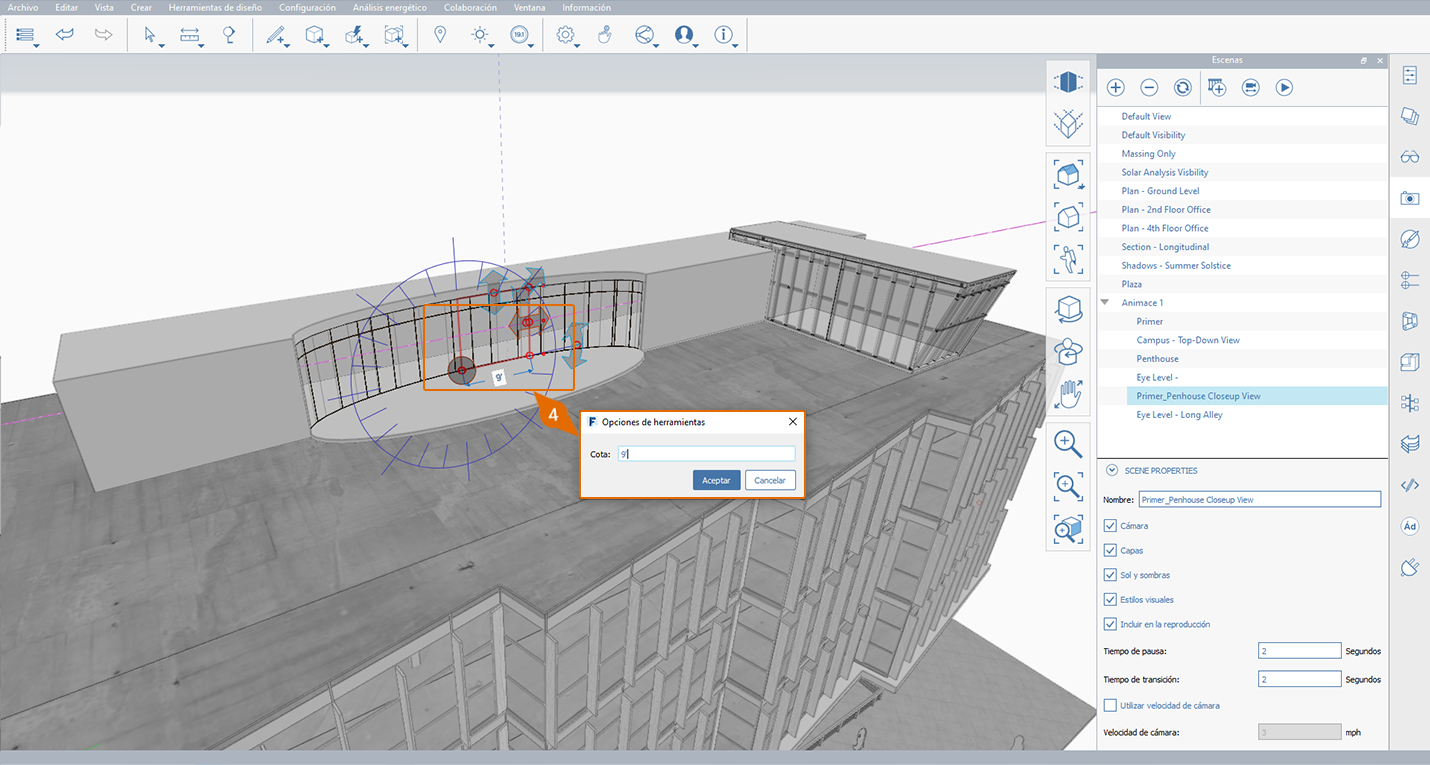 Archivo Editar Vista Crear Herramientas de diseño Configuración Análisis energético Colaboración Ventana Información
19.1
Escenas
Default View
Default Visibility
Massing Only
Solar Analysis Visbility
Plan - Ground Level
Plan - 2nd Floor Office
Plan - 4th Floor Office
Section - Longitudinal
Shadows - Summer Solstice
Plaza
Animace 1
Primer
Campus - Top-Down View
Penthouse
Eye Level -
Primer_Penhouse Closeup View
Eye Level - Long Alley
9'
4
F Opciones de herramientas
Cota: 9'
Aceptar Cancelar
SCENE PROPERTIES
Nombre: Primer_Penhouse Closeup View
Cámara
Capas
Sol y sombras
Estilos visuales
Incluir en la reproducción
Tiempo de pausa: 2 Segundos
Tiempo de transición: 2 Segundos
Utilizar velocidad de cámara
Velocidad de cámara: 3 mph
Ád